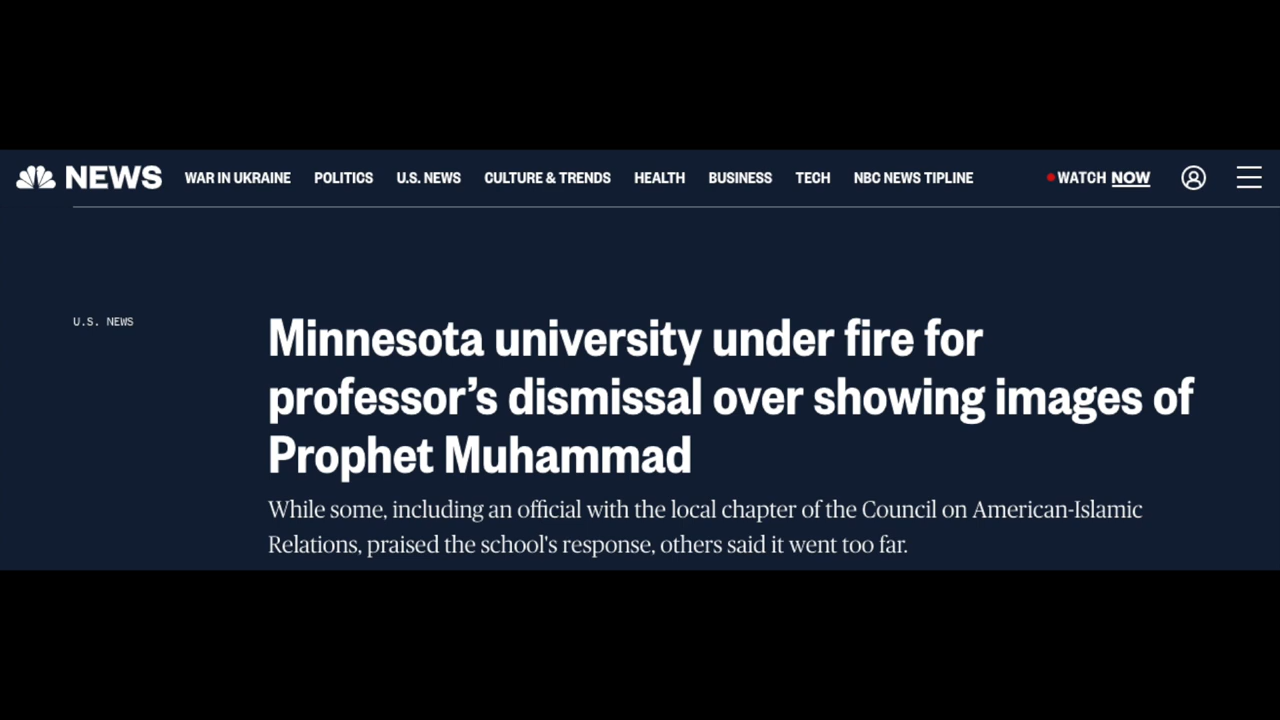 NEWS WAR IN UKRAINE POLITICS U.S. NEWS CULTURE & TRENDS HEALTH BUSINESS TECH NBC NEWS TIPLINE WATCH NOW
U.S. NEWS
Minnesota university under fire for
professor’s dismissal over showing images of
Prophet Muhammad
While some, including an official with the local chapter of the Council on American-Islamic
Relations, praised the school's response, others said it went too far.